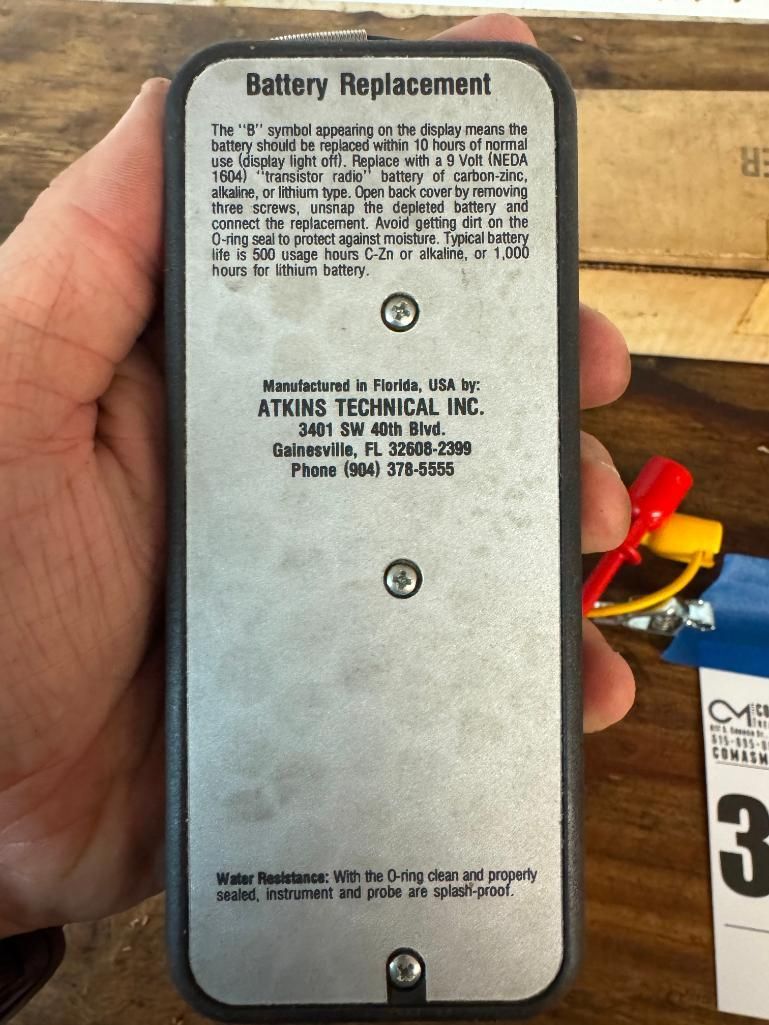 Battery Replacement
The "B" symbol appearing on the display means the
battery should be replaced within 10 hours of normal
use (display light off). Replace with a 9 Volt (NEDA
1604) "transistor radio" battery of carbon-zinc,
alkaline, or lithium type. Open back cover by removing
three screws, unsnap the depleted battery and
connect the replacement. Avoid getting dirt on the
O-ring seal to protect against moisture. Typical battery
life is 500 usage hours C-Zn or alkaline, or 1,000
hours for lithium battery.
Manufactured in Florida, USA by:
ATKINS TECHNICAL INC.
3401 SW 40th Blvd.
Gainesville, FL 32608-2399
Phone (904) 378-5555
Water Resistance: With the O-ring clean and properly
sealed, instrument and probe are splash-proof.
ER
CM
COMASM
3